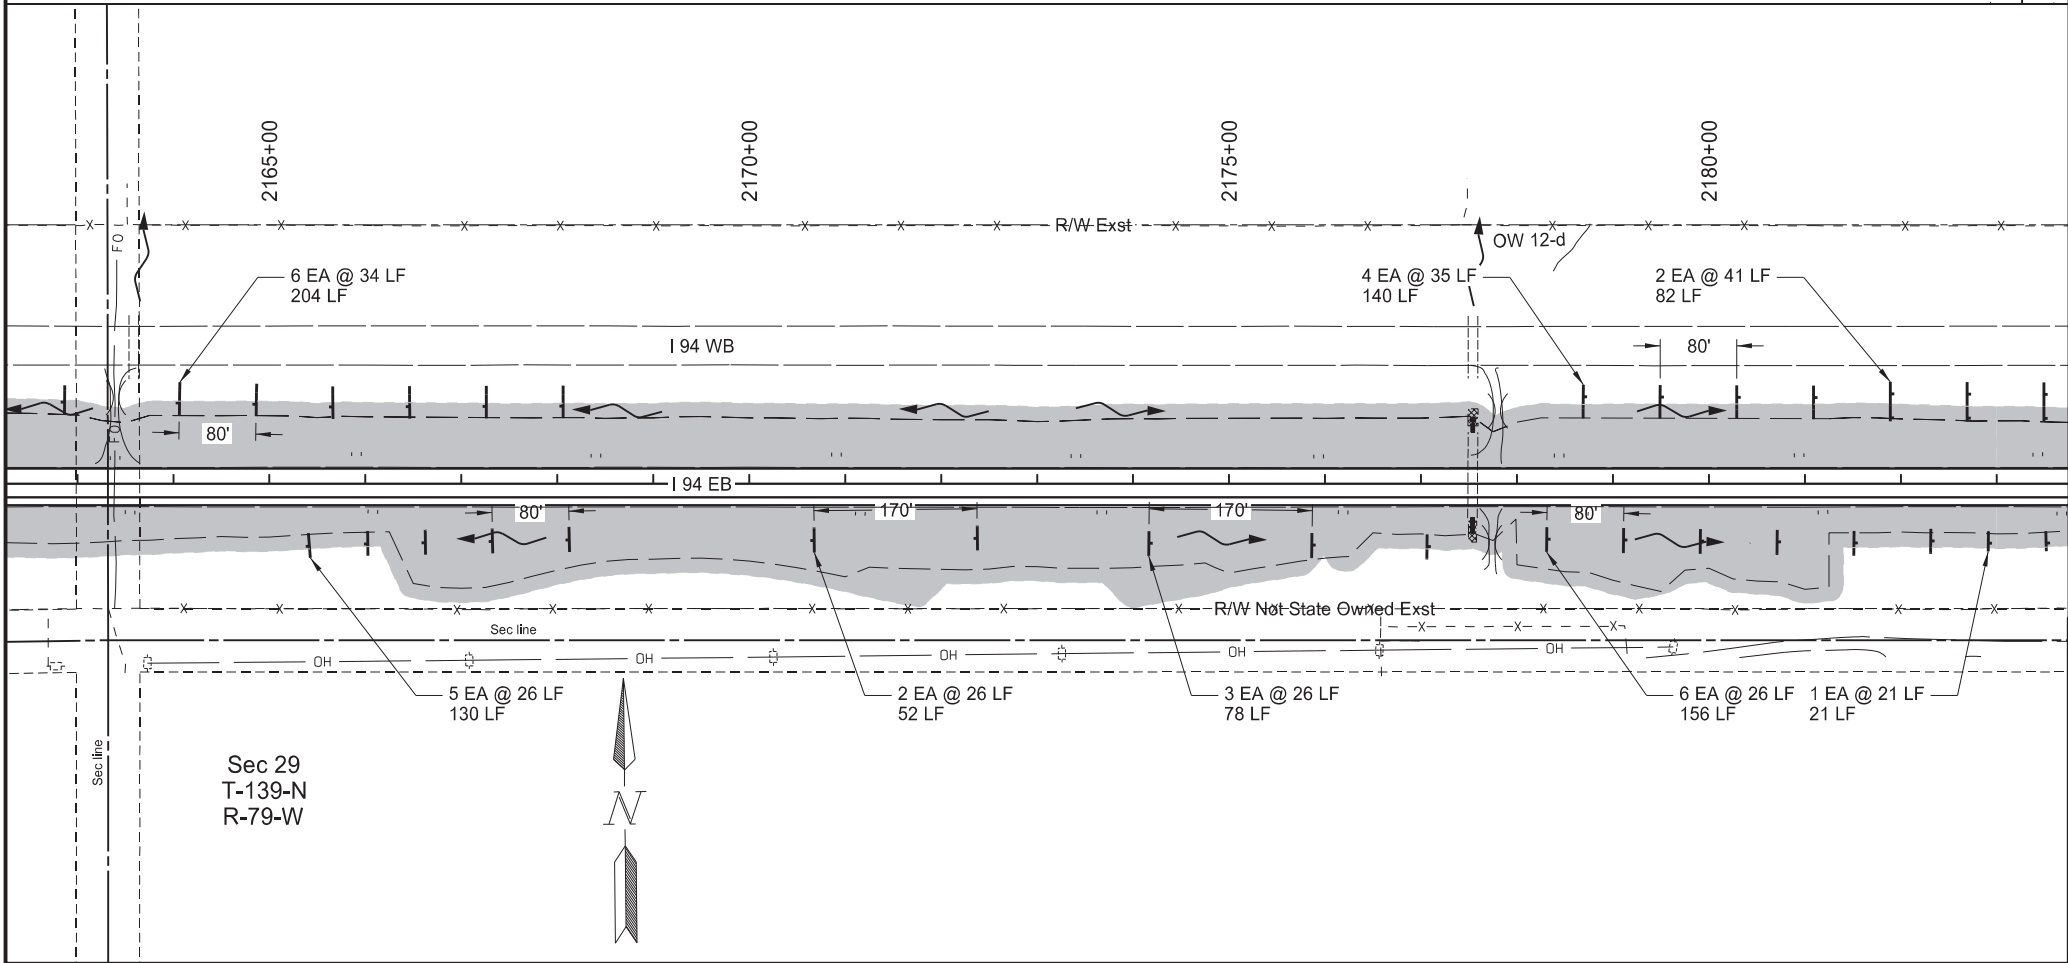 2165+00
2170+00
2175+00
2180+00
R/W Exst
FO
OW 12-d
6 EA @ 34 LF
204 LF
4 EA @ 35 LF
140 LF
2 EA @ 41 LF
82 LF
I 94 WB
80'
80'
FO
I 94 EB
80'
170'
170'
80'
R/W Not State Owned Exst
Sec line
OH
OH
OH
OH
OH
5 EA @ 26 LF
130 LF
2 EA @ 26 LF
52 LF
3 EA @ 26 LF
78 LF
6 EA @ 26 LF
156 LF
1 EA @ 21 LF
21 LF
Sec line
Sec 29
T-139-N
R-79-W
N